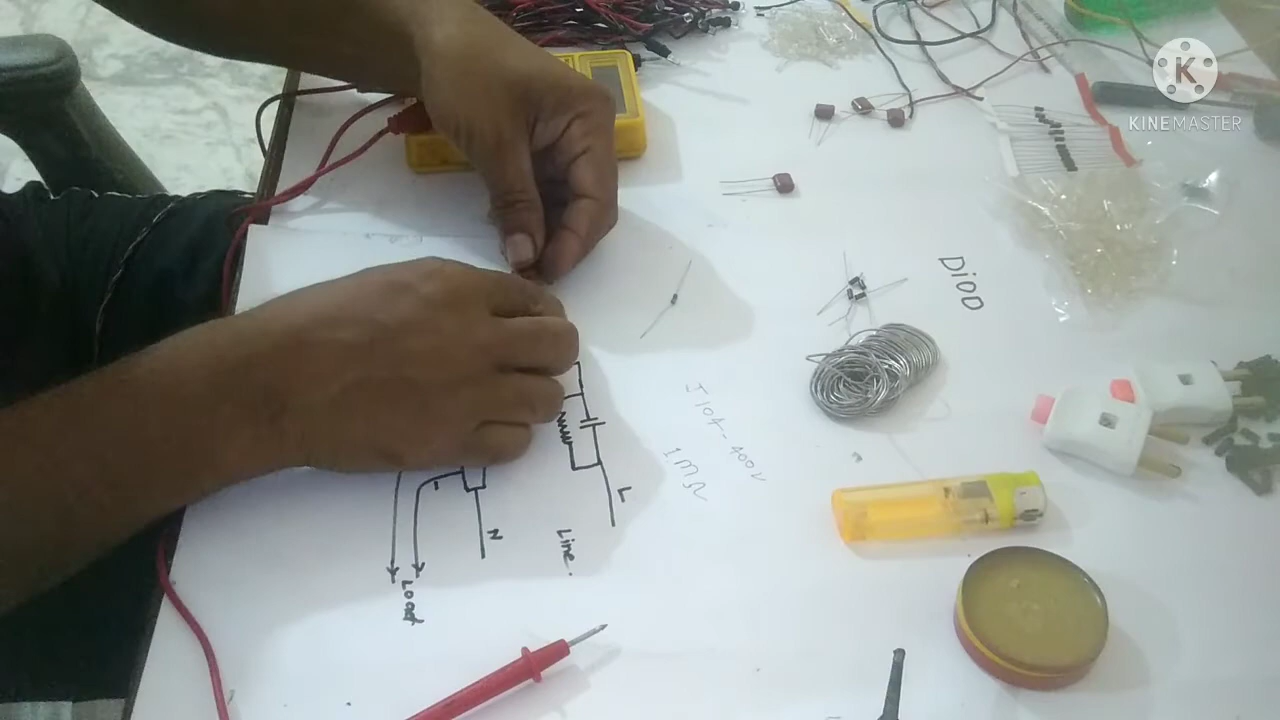 KINEMASTER
DiOD
104-400V
1MΩ
L
N
Line.
Load